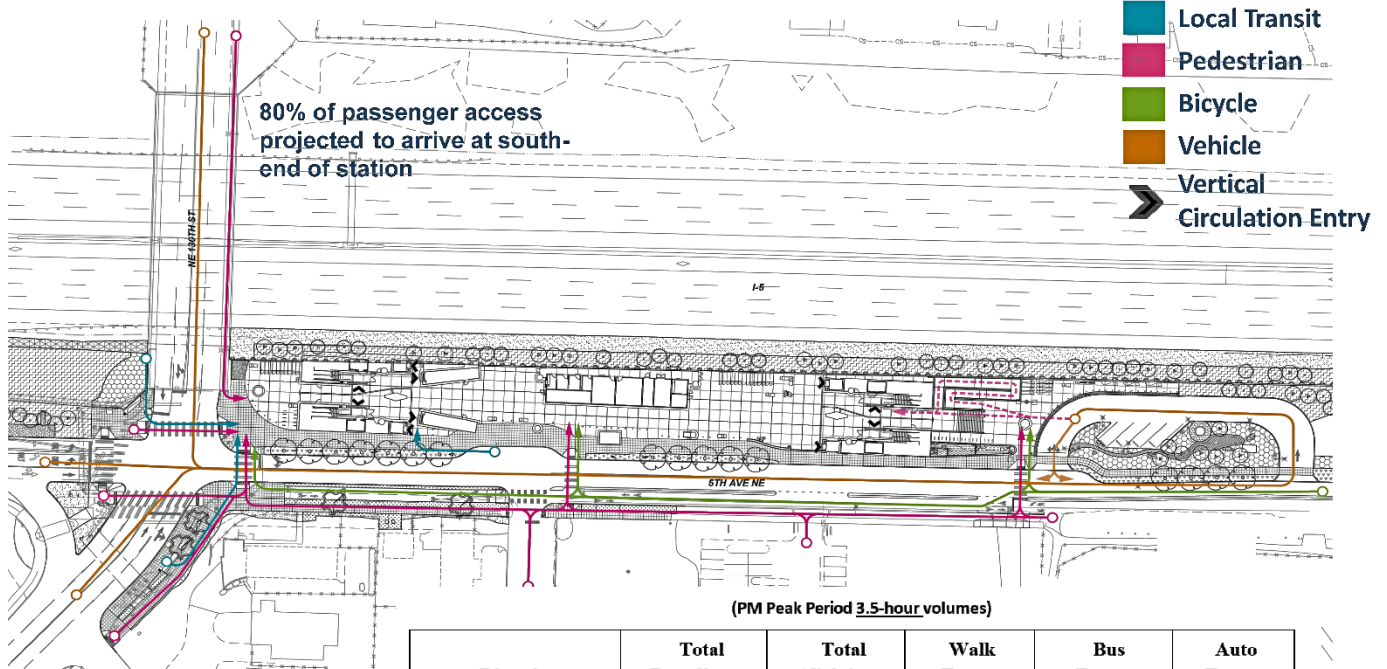 Local Transit
Pedestrian
Bicycle
Vehicle
Vertical
Circulation Entry
80% of passenger access
projected to arrive at south-
end of station
NE 130TH ST
I-5
5TH AVE NE
(PM Peak Period 3.5-hour volumes)
Total Total Walk Bus Auto